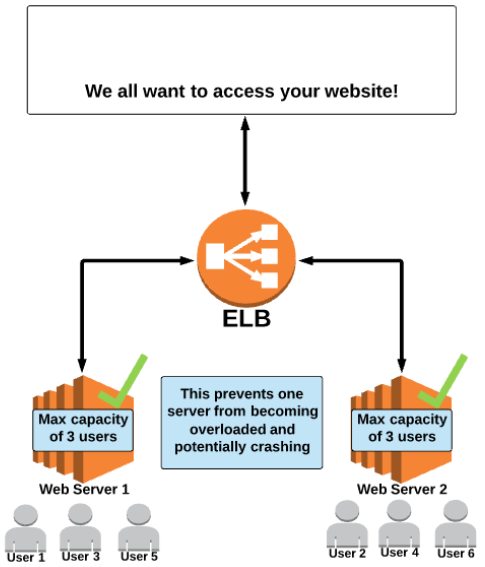 We all want to access your website!
ELB
Max capacity
of 3 users
This prevents one
server from becoming
overloaded and
potentially crashing
Max capacity
of 3 users
Web Server 1
Web Server 2
User 1
User 3
User 5
User 2
User 4
User 6